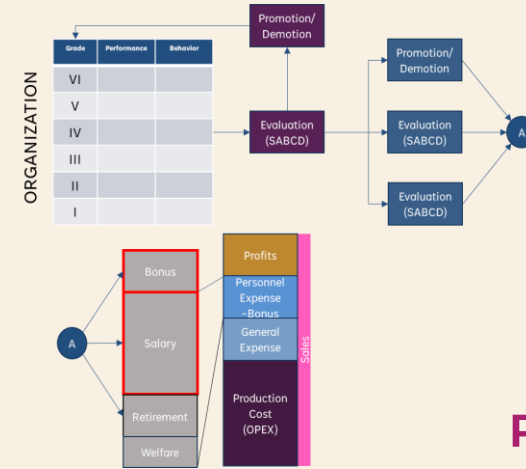 Promotion/
Demotion
Grade Performance Behavior
ORGANIZATION
VI
V
IV
III
II
I
Evaluation
(SABCD)
Promotion/
Demotion
Evaluation
(SABCD)
Evaluation
(SABCD)
A
A
Bonus
Salary
Retirement
Welfare
Profits
Personnel
Expense
-Bonus
General
Expense
Production
Cost
(OPEX)
Sales